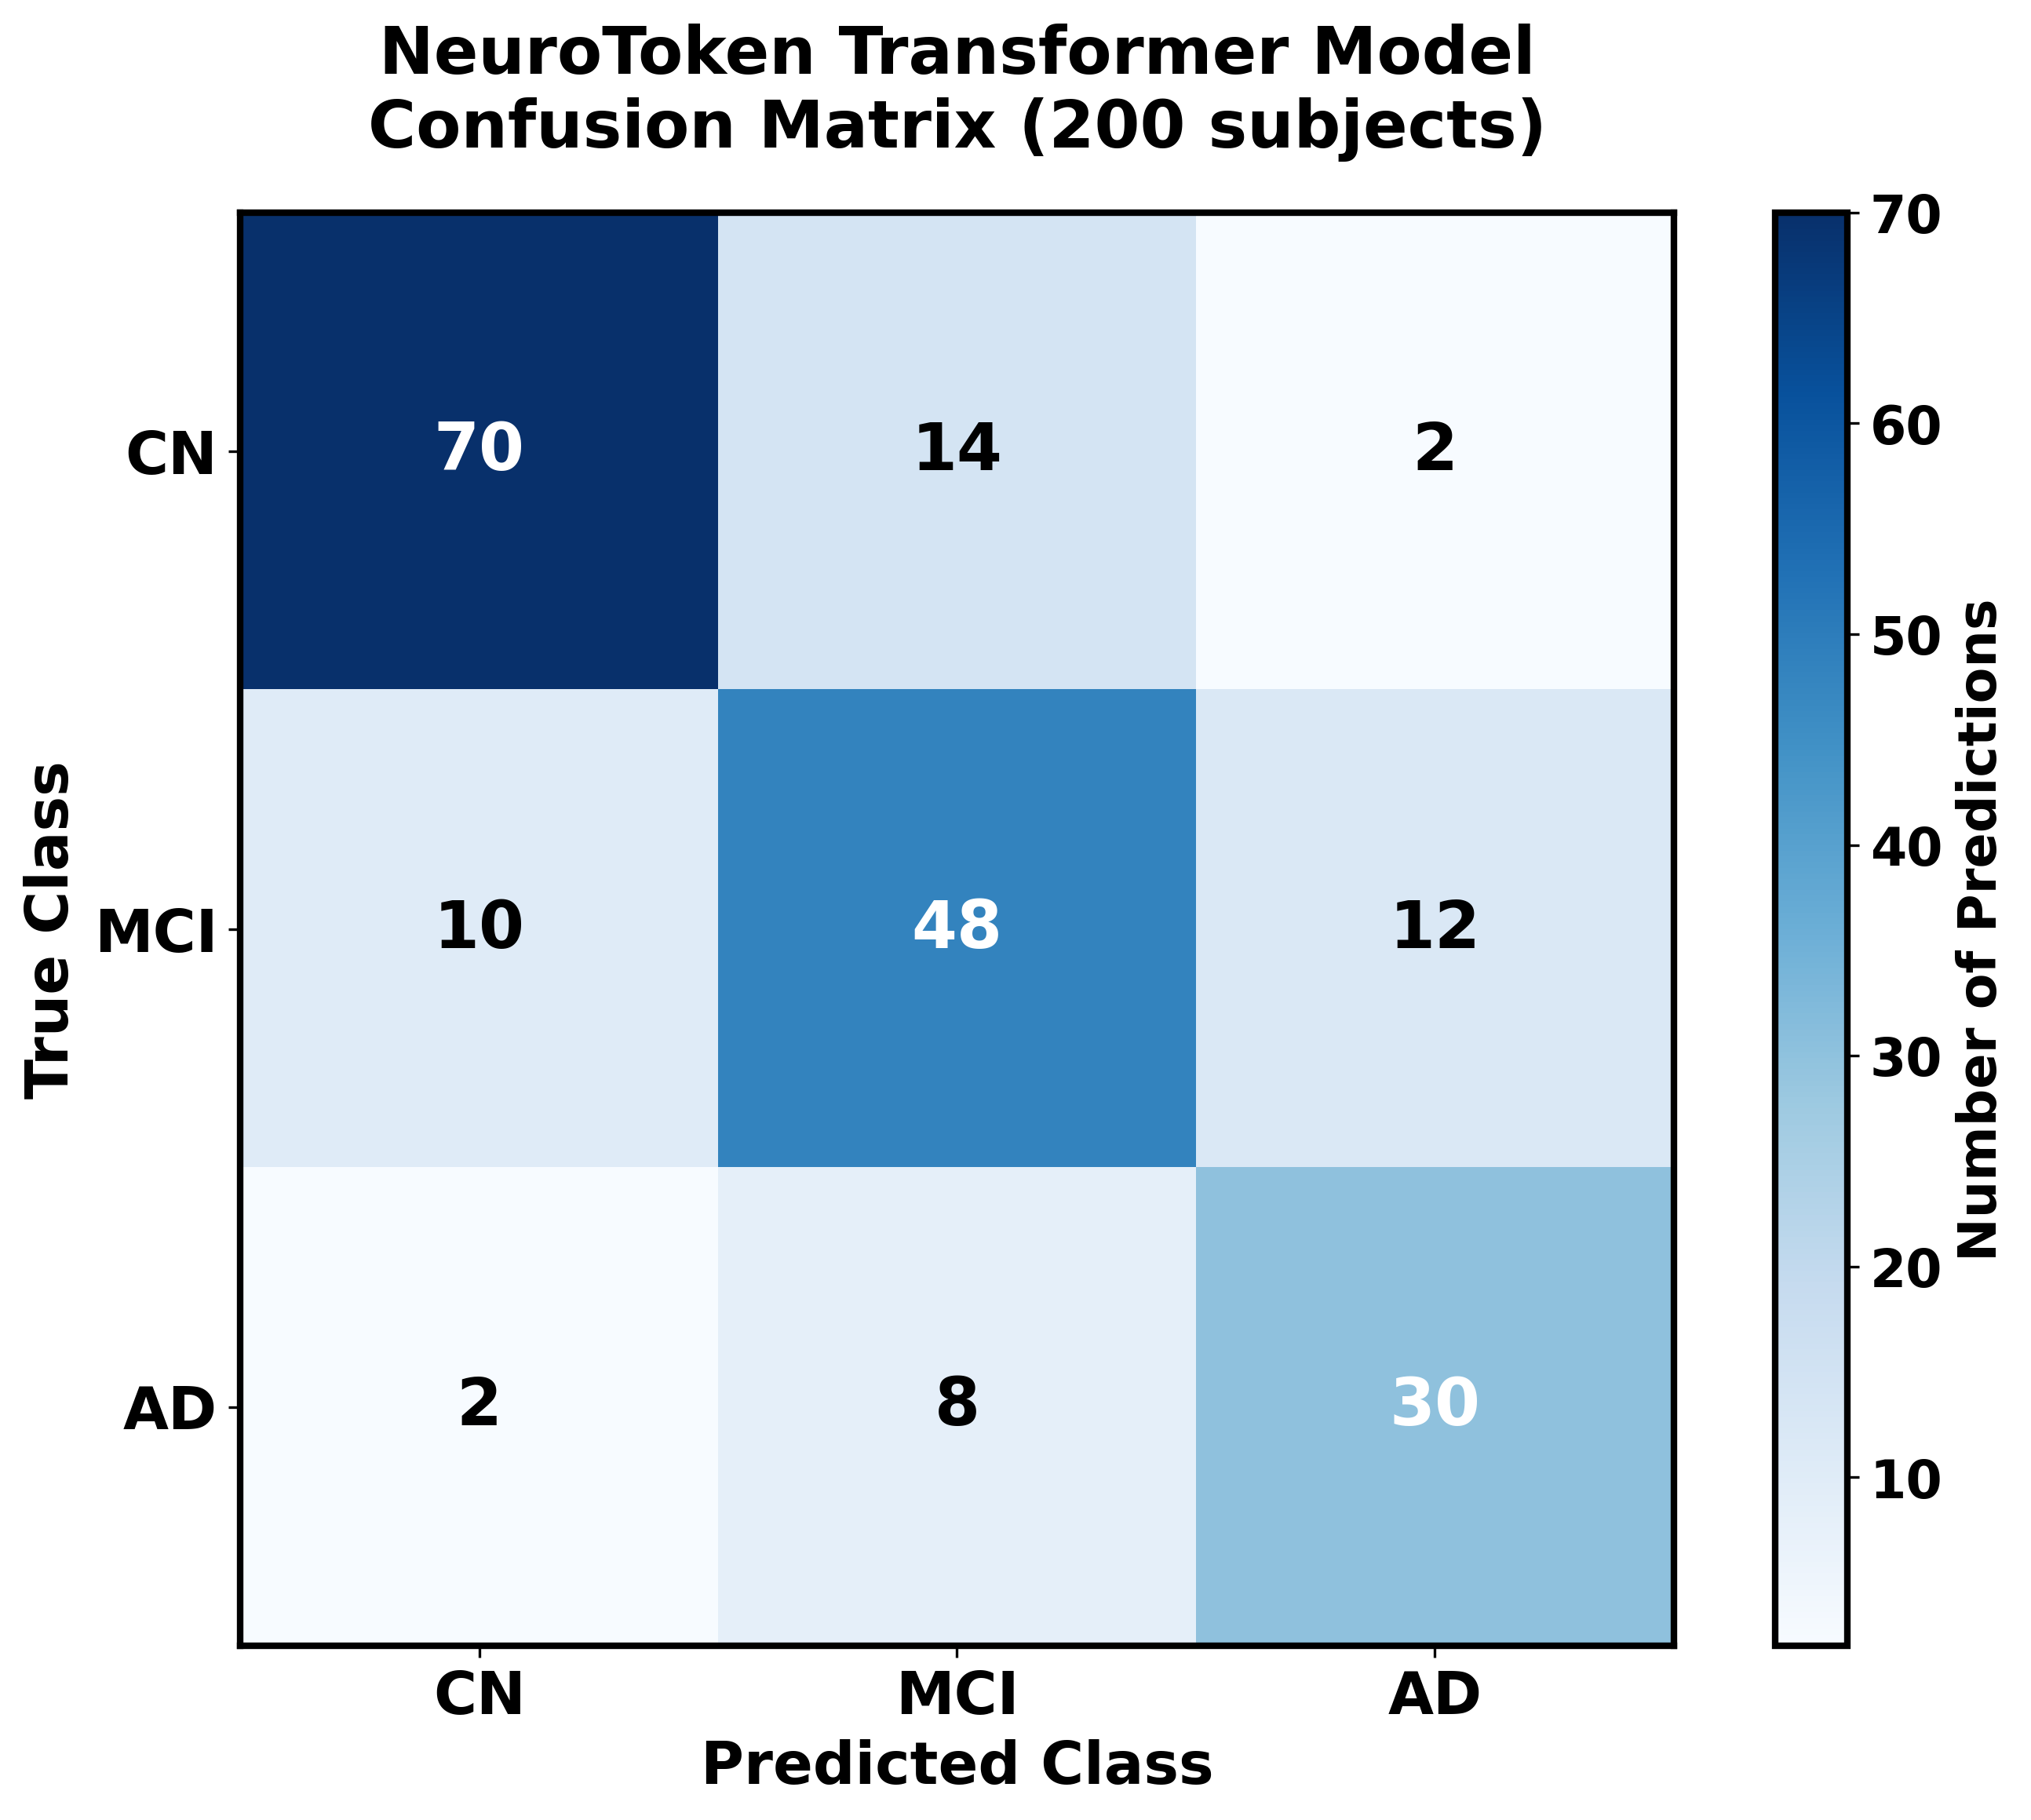 NeuroToken Transformer Model
Confusion Matrix (200 subjects)
True Class
CN
70
14
2
MCI
10
48
12
AD
2
8
30
CN
MCI
AD
Predicted Class
70
60
50
40
30
20
10
Number of Predictions